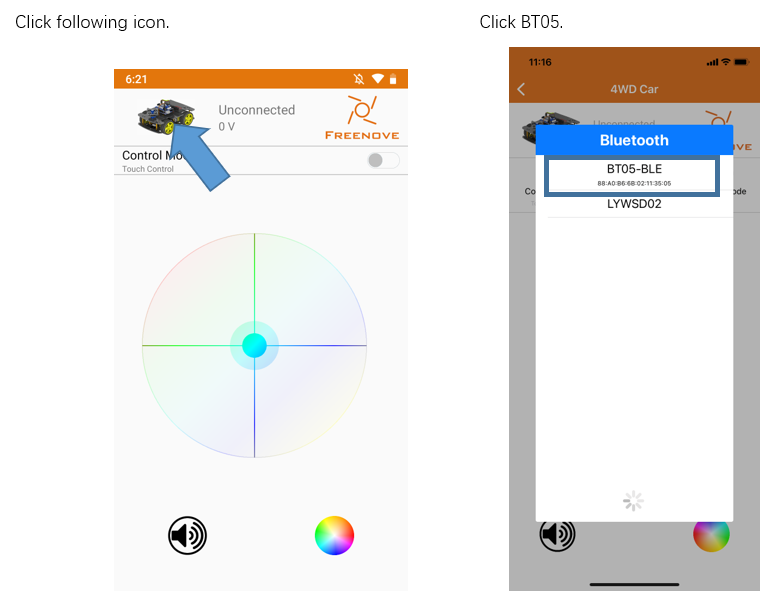 Click following icon.
Click BT05.
6:21
Unconnected
0 V
FREENOVE
Control Mo
Touch Control
11:16
4WD Car
Unconnected
VE
Bluetooth
BT05-BLE
88:A0:B6:6B:02:11:35:05
Co
ode
LYWSD02